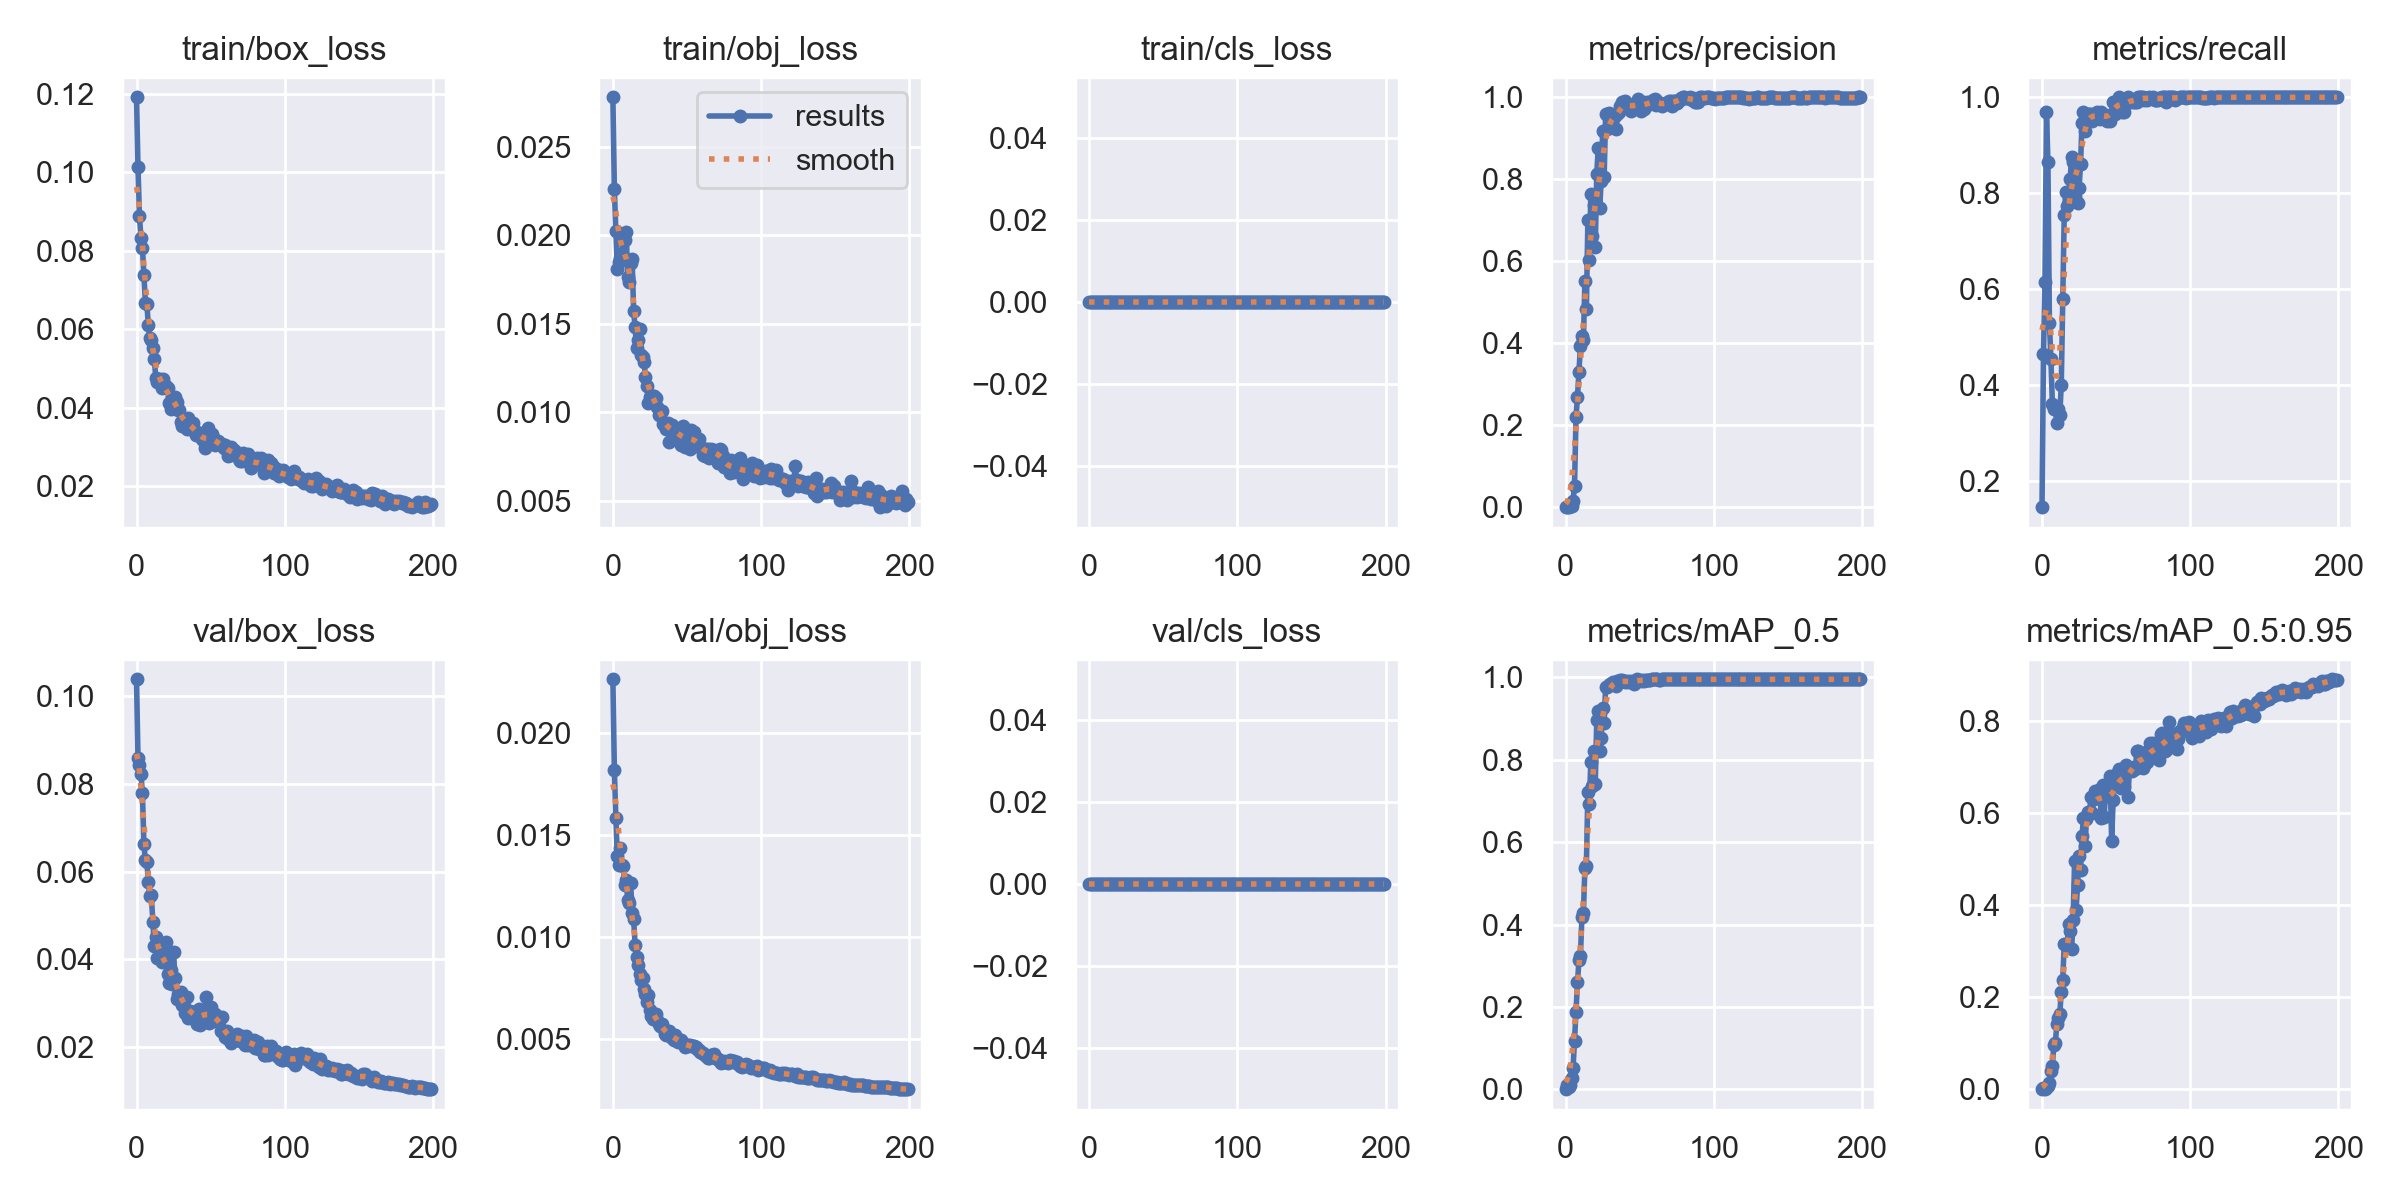 train/box_loss
0.12
0.10
0.08
0.06
0.04
0.02
0 100 200
train/obj_loss
results
smooth
0.025
0.020
0.015
0.010
0.005
0 100 200
train/cls_loss
0.04
0.02
0.00
−0.02
−0.04
0 100 200
metrics/precision
1.0
0.8
0.6
0.4
0.2
0.0
0 100 200
metrics/recall
1.0
0.8
0.6
0.4
0.2
0 100 200
val/box_loss
0.10
0.08
0.06
0.04
0.02
0 100 200
val/obj_loss
0.020
0.015
0.010
0.005
0 100 200
val/cls_loss
0.04
0.02
0.00
−0.02
−0.04
0 100 200
metrics/mAP_0.5
1.0
0.8
0.6
0.4
0.2
0.0
0 100 200
metrics/mAP_0.5:0.95
0.8
0.6
0.4
0.2
0.0
0 100 200